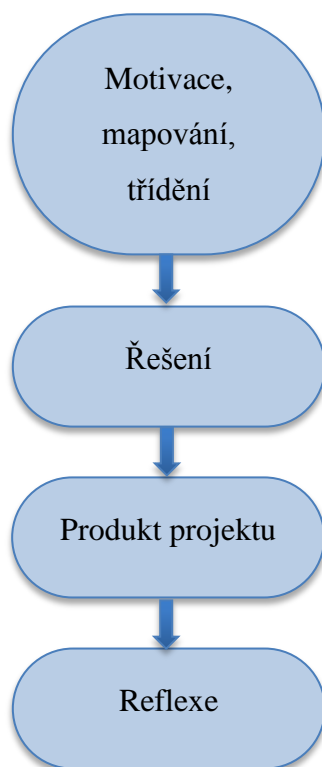 Motivace,
mapování,
třídění
Řešení
Produkt projektu
Reflexe